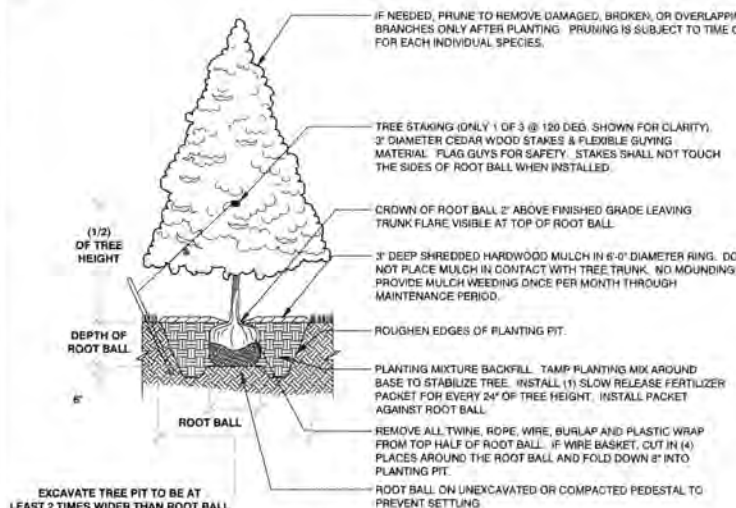 IF NEEDED, PRUNE TO REMOVE DAMAGED, BROKEN, OR
BRANCHES ONLY AFTER PLANTING. PRUNING IS SUBJECT TO TIME
FOR EACH INDIVIDUAL SPECIES.
TREE STAKING (ONLY 1 OF 3 @ 120 DEG. SHOWN FOR CLARITY).
3" DIAMETER CEDAR WOOD STAKES & FLEXIBLE GUYING
MATERIAL. FLAG GUYS FOR SAFETY. STAKES SHALL NOT TOUCH
THE SIDES OF ROOT BALL WHEN INSTALLED.
(1/2)
OF TREE
HEIGHT
CROWN OF ROOT BALL 2" ABOVE FINISHED GRADE LEAVING
TRUNK FLARE VISIBLE AT TOP OF ROOT BALL
3" DEEP SHREDDED HARDWOOD MULCH IN 6'-0" DIAMETER RING. DO
NOT PLACE MULCH IN CONTACT WITH TREE TRUNK. NO MOUNDING.
PROVIDE MULCH WEEDING ONCE PER MONTH THROUGH
MAINTENANCE PERIOD.
DEPTH OF
ROOT BALL
ROUGHEN EDGES OF PLANTING PIT.
PLANTING MIXTURE BACKFILL. TAMP PLANTING MIX AROUND
BASE TO STABILIZE TREE. INSTALL (1) SLOW RELEASE FERTILIZER
PACKET FOR EVERY 24" OF TREE HEIGHT. INSTALL PACKET
AGAINST ROOT BALL
6"
ROOT BALL
REMOVE ALL TWINE, ROPE, WIRE, BURLAP AND PLASTIC WRAP
FROM TOP HALF OF ROOT BALL. IF WIRE BASKET, CUT IN (4)
PLACES AROUND THE ROOT BALL AND FOLD DOWN 8" INTO
PLANTING PIT.
ROOT BALL ON UNEXCAVATED OR COMPACTED PEDESTAL TO
PREVENT SETTLING
EXCAVATE TREE PIT TO BE AT
LEAST 2 TIMES WIDER THAN ROOT BALL